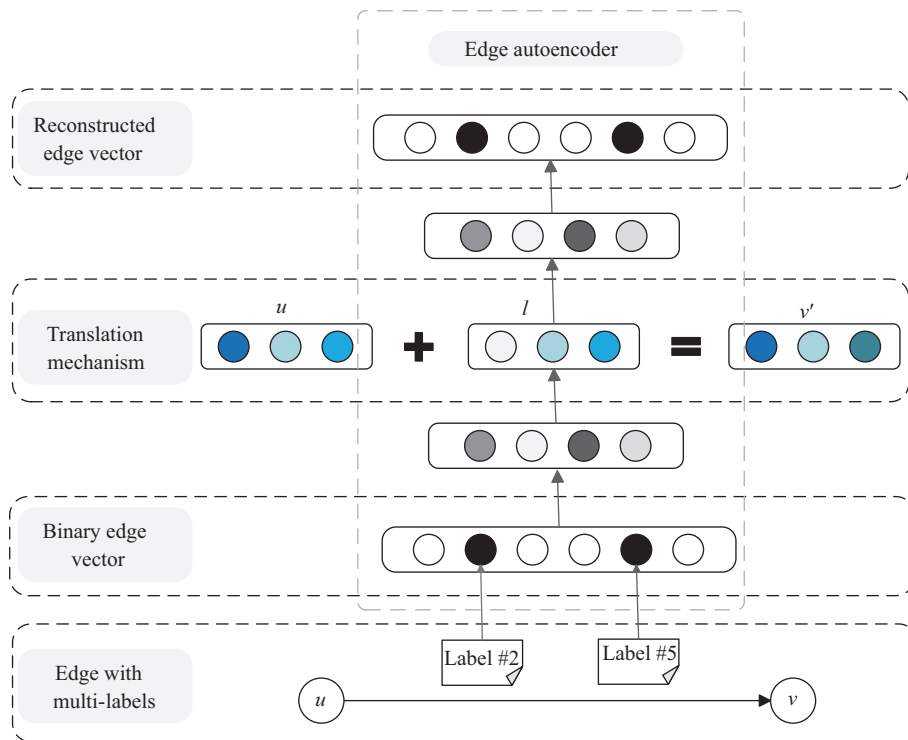 Edge autoencoder
Reconstructed
edge vector
u
l
v′
Translation
mechanism
+
=
Binary edge
vector
Label #2
Label #5
Edge with
multi-labels
u
v